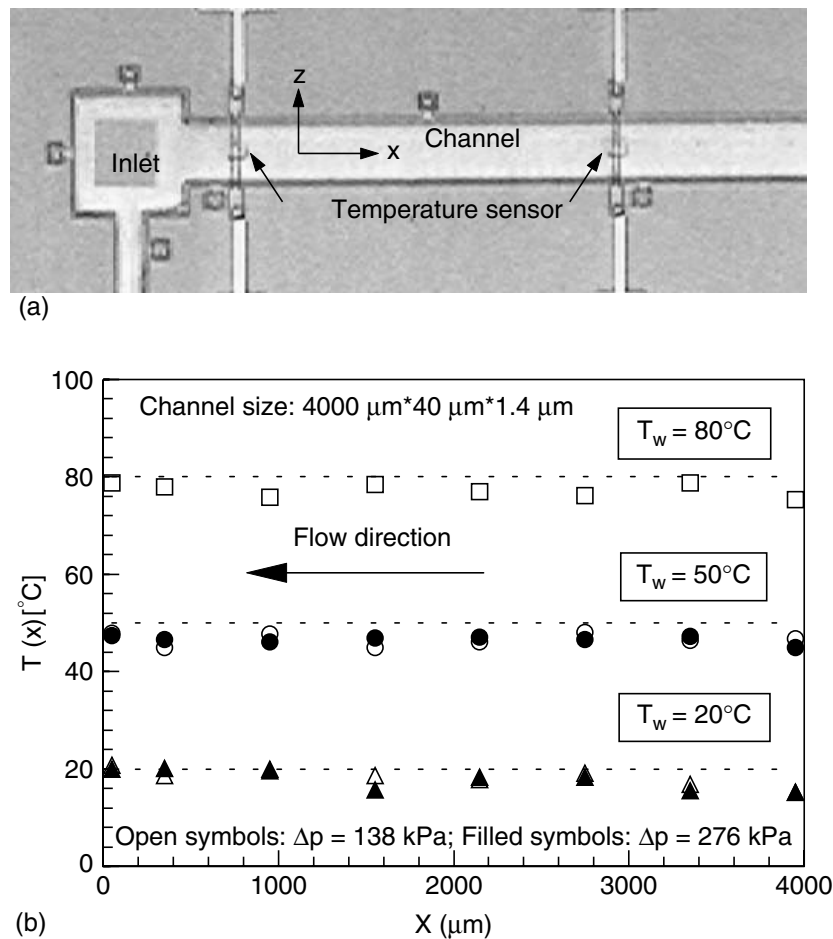 z
x
Channel
Inlet
Temperature sensor
(a)
100
80
60
40
20
0
T (x) [°C]
Channel size: 4000 μm*40 μm*1.4 μm
T_w = 80°C
Flow direction
T_w = 50°C
T_w = 20°C
Open symbols: Δp = 138 kPa; Filled symbols: Δp = 276 kPa
0 1000 2000 3000 4000
X (μm)
(b)